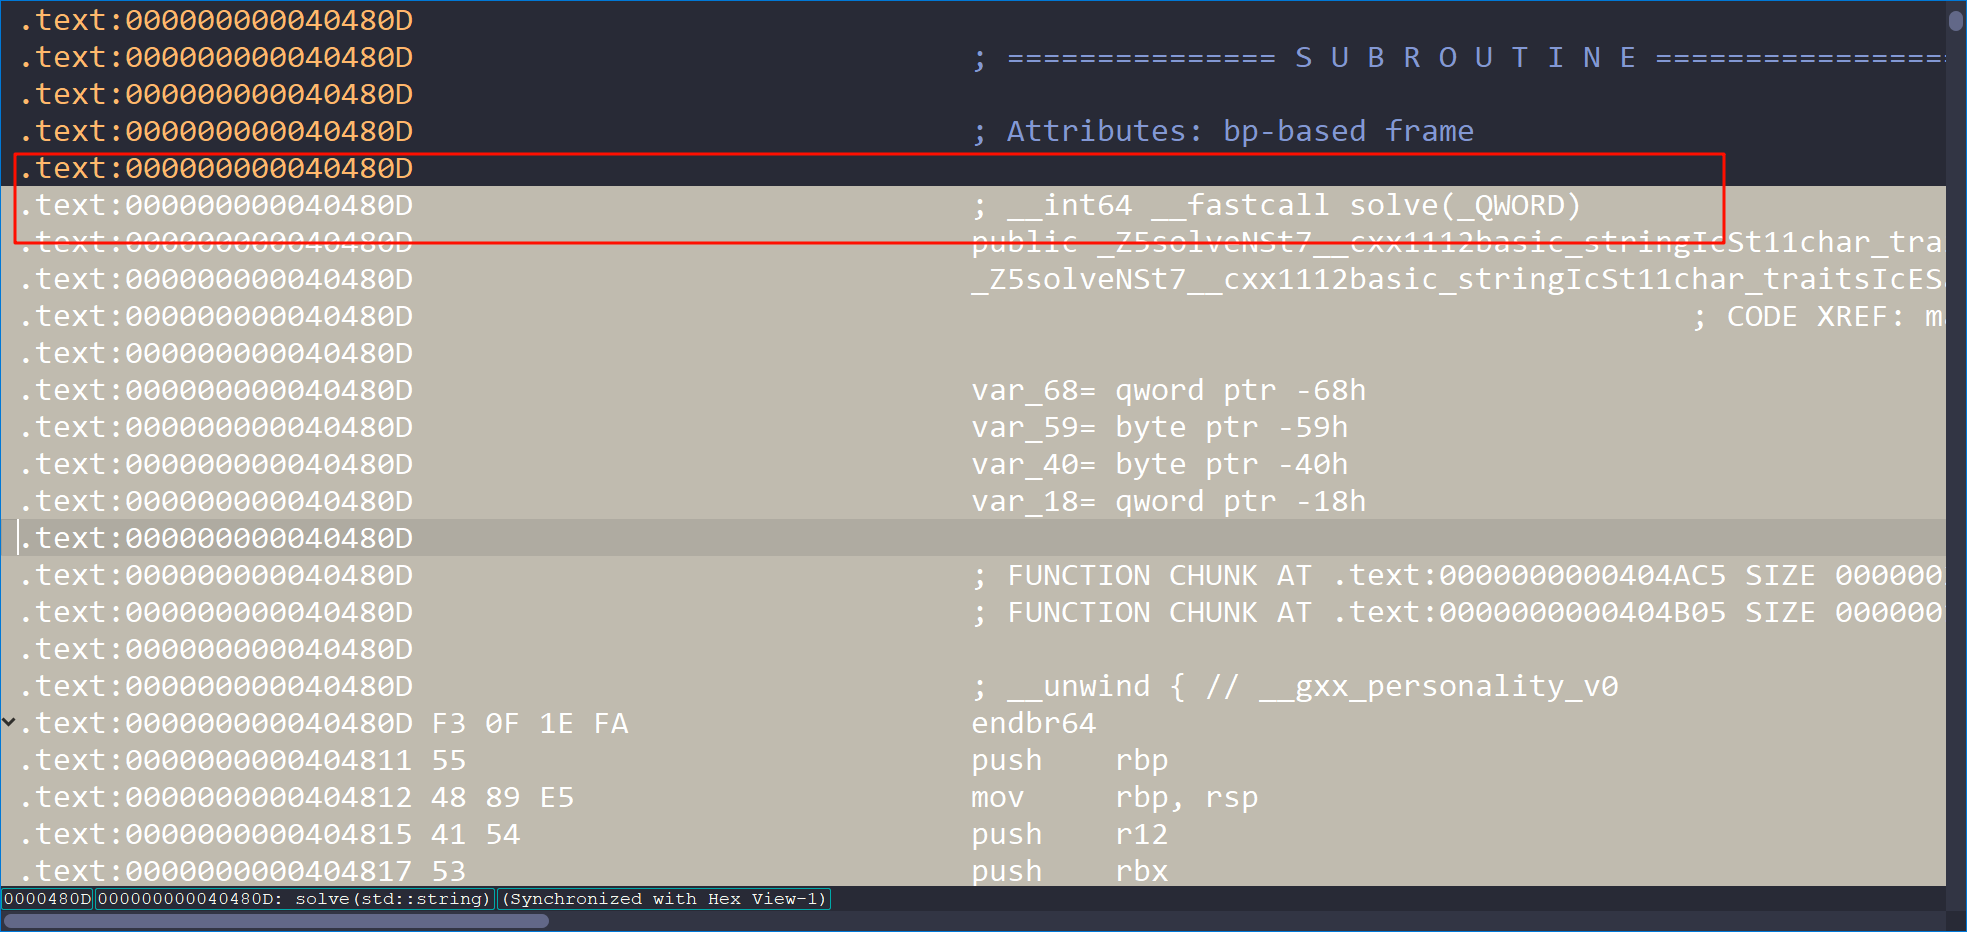 .text:000000000040480D
.text:000000000040480D ; =============== S U B R O U T I N E =================
.text:000000000040480D
.text:000000000040480D ; Attributes: bp-based frame
.text:000000000040480D
.text:000000000040480D ; __int64 __fastcall solve(_QWORD)
.text:000000000040480D public _Z5solveNSt7__cxx1112basic_stringIcSt11char_tra
.text:000000000040480D _Z5solveNSt7__cxx1112basic_stringIcSt11char_traitsIcES
.text:000000000040480D ; CODE XREF: m
.text:000000000040480D
.text:000000000040480D var_68= qword ptr -68h
.text:000000000040480D var_59= byte ptr -59h
.text:000000000040480D var_40= byte ptr -40h
.text:000000000040480D var_18= qword ptr -18h
.text:000000000040480D
.text:000000000040480D ; FUNCTION CHUNK AT .text:0000000000404AC5 SIZE 000000
.text:000000000040480D ; FUNCTION CHUNK AT .text:0000000000404B05 SIZE 000000
.text:000000000040480D
.text:000000000040480D ; __unwind { // __gxx_personality_v0
.text:000000000040480D F3 0F 1E FA endbr64
.text:0000000000404811 55 push rbp
.text:0000000000404812 48 89 E5 mov rbp, rsp
.text:0000000000404815 41 54 push r12
.text:0000000000404817 53 push rbx
0000480D 000000000040480D: solve(std::string) (Synchronized with Hex View-1)